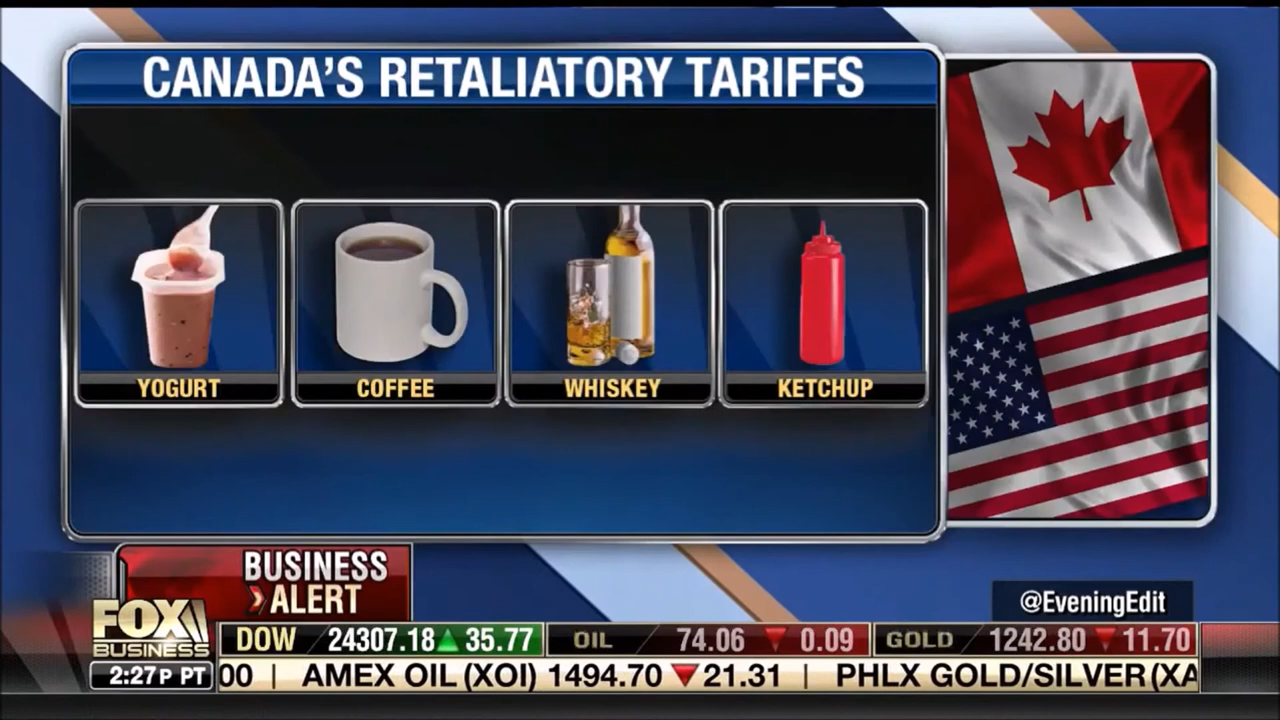 CANADA'S RETALIATORY TARIFFS
YOGURT
COFFEE
WHISKEY
KETCHUP
BUSINESS
ALERT
@EveningEdit
FOX
BUSINESS
DOW 24307.18 ▲ 35.77 OIL 74.06 ▼ 0.09 GOLD 1242.80 ▼ 11.70
2:27P PT
00 | AMEX OIL (XOI) 1494.70 ▼ 21.31 | PHLX GOLD/SILVER (XA